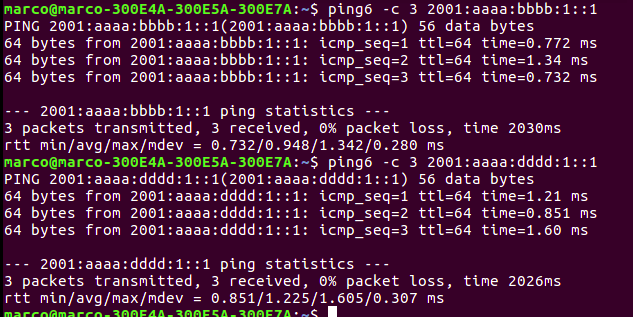 marco@marco-300E4A-300E5A-300E7A:~$ ping6 -c 3 2001:aaaa:bbbb:1::1
PING 2001:aaaa:bbbb:1::1(2001:aaaa:bbbb:1::1) 56 data bytes
64 bytes from 2001:aaaa:bbbb:1::1: icmp_seq=1 ttl=64 time=0.772 ms
64 bytes from 2001:aaaa:bbbb:1::1: icmp_seq=2 ttl=64 time=1.34 ms
64 bytes from 2001:aaaa:bbbb:1::1: icmp_seq=3 ttl=64 time=0.732 ms

--- 2001:aaaa:bbbb:1::1 ping statistics ---
3 packets transmitted, 3 received, 0% packet loss, time 2030ms
rtt min/avg/max/mdev = 0.732/0.948/1.342/0.280 ms
marco@marco-300E4A-300E5A-300E7A:~$ ping6 -c 3 2001:aaaa:dddd:1::1
PING 2001:aaaa:dddd:1::1(2001:aaaa:dddd:1::1) 56 data bytes
64 bytes from 2001:aaaa:dddd:1::1: icmp_seq=1 ttl=64 time=1.21 ms
64 bytes from 2001:aaaa:dddd:1::1: icmp_seq=2 ttl=64 time=0.851 ms
64 bytes from 2001:aaaa:dddd:1::1: icmp_seq=3 ttl=64 time=1.60 ms

--- 2001:aaaa:dddd:1::1 ping statistics ---
3 packets transmitted, 3 received, 0% packet loss, time 2026ms
rtt min/avg/max/mdev = 0.851/1.225/1.605/0.307 ms
marco@marco-300E4A-300E5A-300E7A:~$